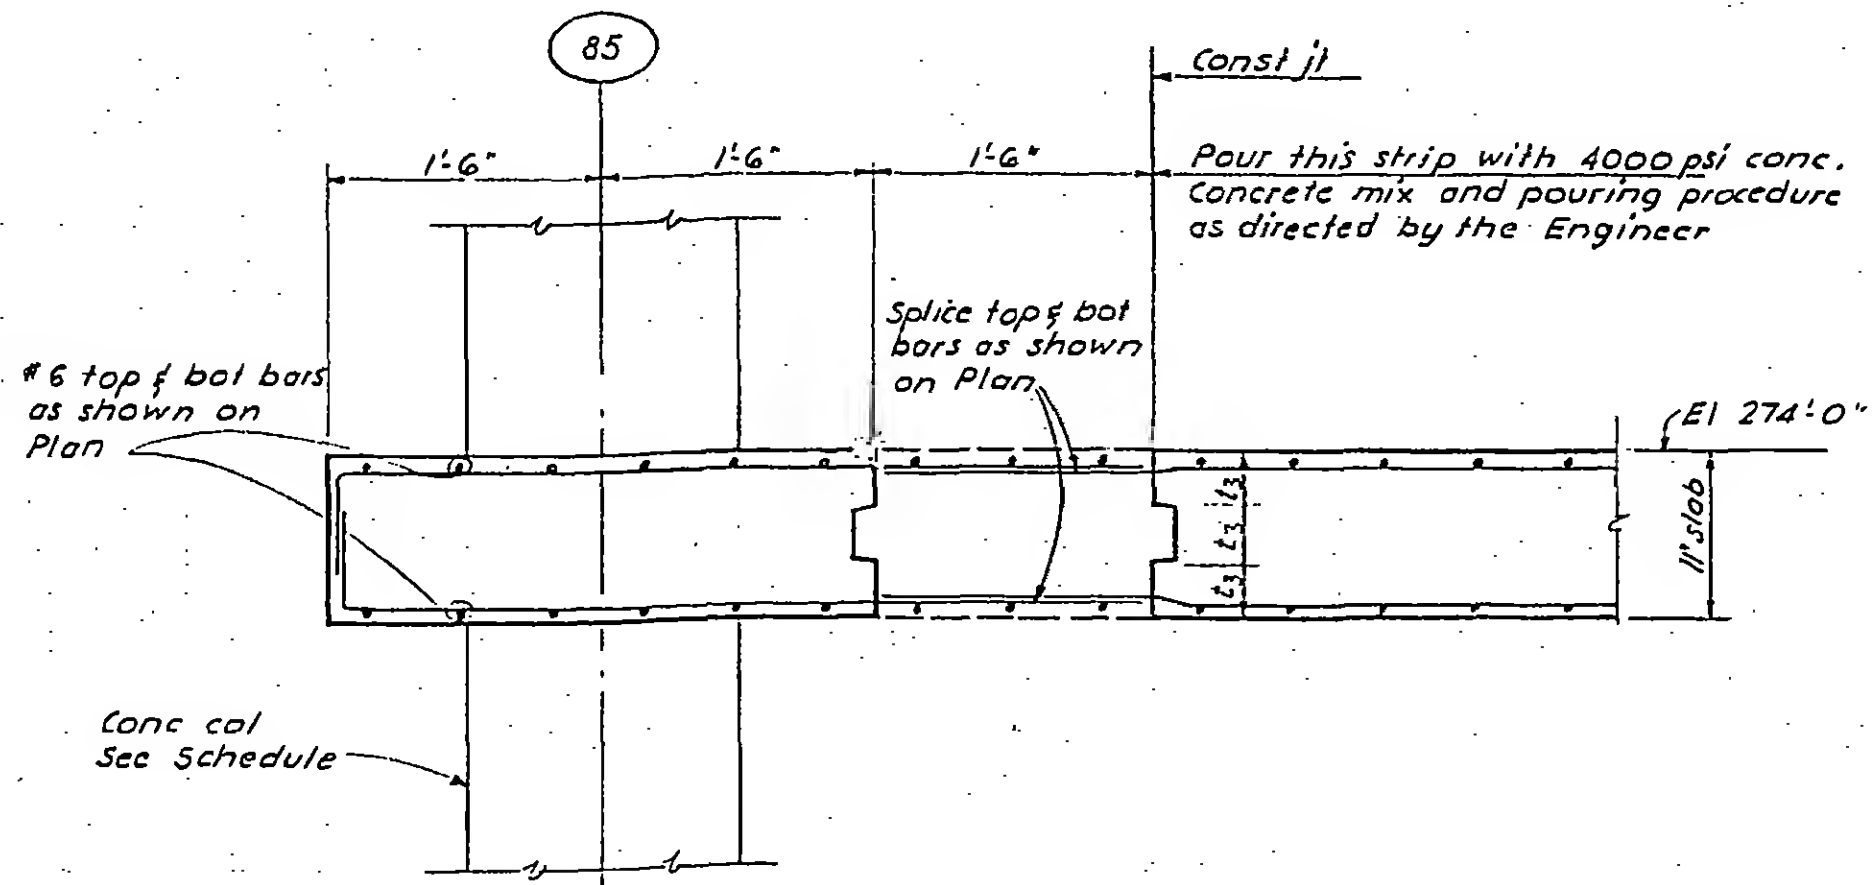 85
Const jt
1'-6"
1'-6"
1'-6"
Pour this strip with 4000 psi conc.
Concrete mix and pouring procedure
as directed by the Engineer
Splice top & bot
bars as shown
on Plan
#6 top & bot bars
as shown on
Plan
El 274'-0"
t/3
t/3
t/3
11" slab
Conc col
See Schedule